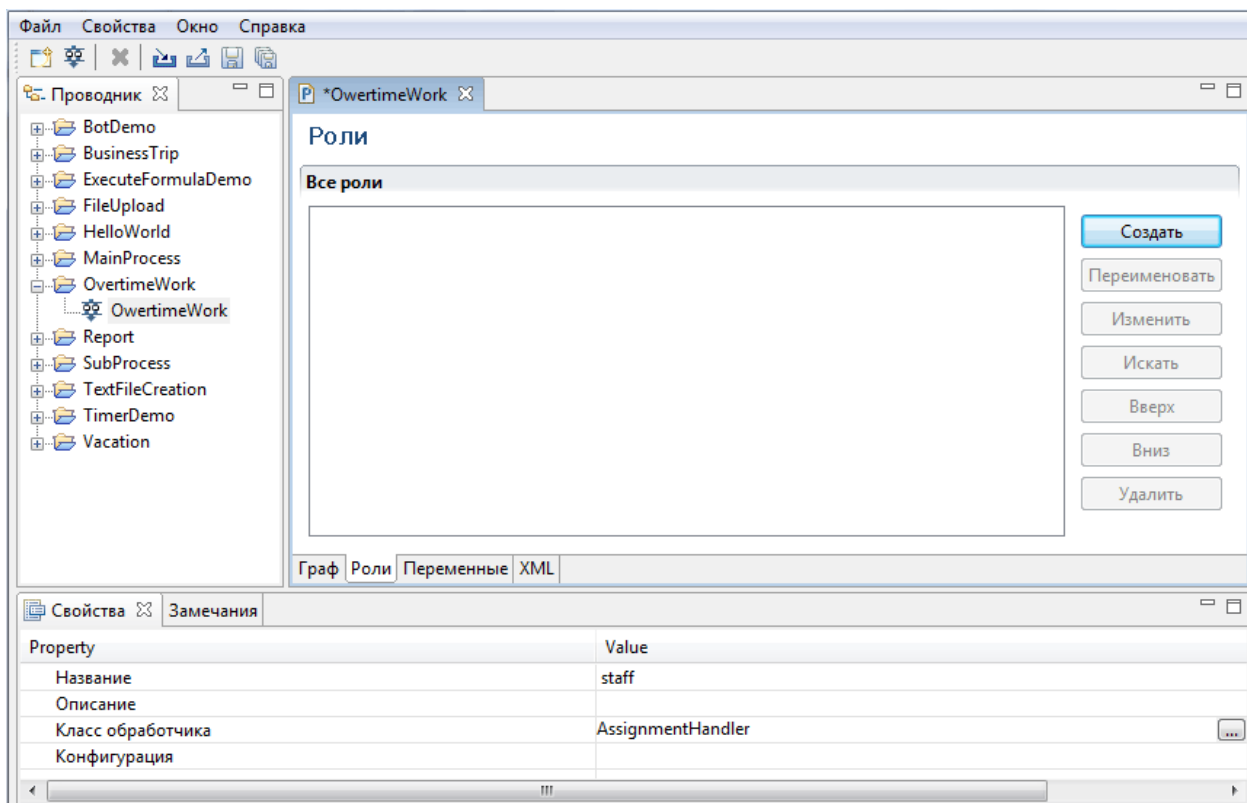 Файл Свойства Окно Справка
Проводник
BotDemo
BusinessTrip
ExecuteFormulaDemo
FileUpload
HelloWorld
MainProcess
OvertimeWork
OwertimeWork
Report
SubProcess
TextFileCreation
TimerDemo
Vacation
P *OwertimeWork
Роли
Все роли
Создать
Переименовать
Изменить
Искать
Вверх
Вниз
Удалить
Граф Роли Переменные XML
Свойства Замечания
Property Value
Название staff
Описание
Класс обработчика AssignmentHandler ...
Конфигурация